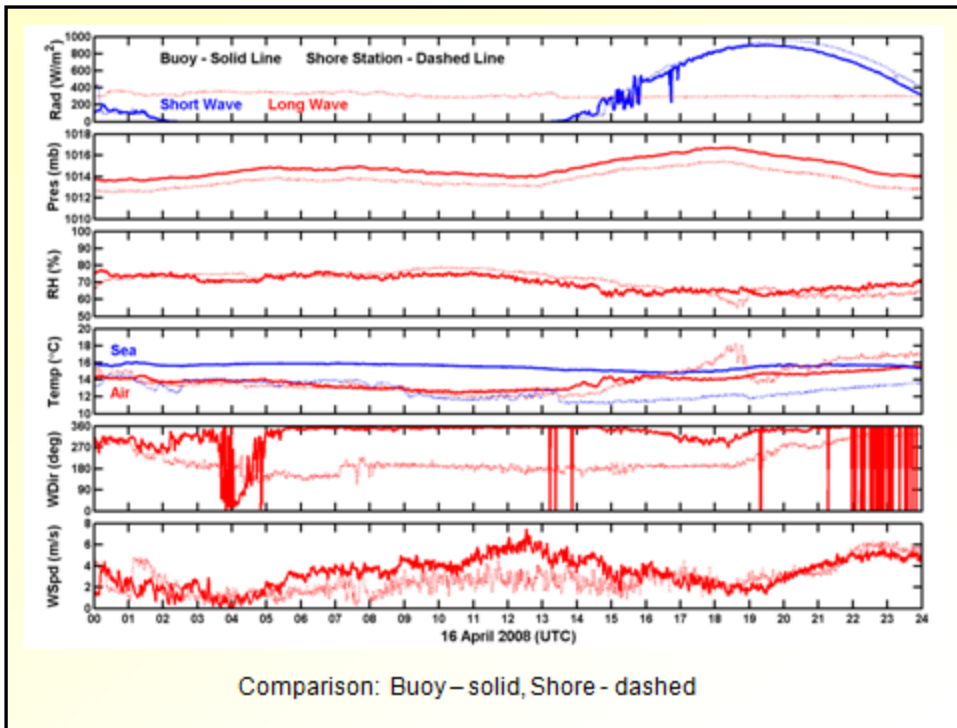 1000
800
600
400
200
0
Rad (W/m²)
Buoy - Solid Line Shore Station - Dashed Line
Short Wave Long Wave
1018
1016
1014
1012
1010
Pres (mb)
100
90
80
70
60
50
RH (%)
20
18
16
14
12
10
Temp (°C)
Sea
Air
360
270
180
90
0
WDir (deg)
8
6
4
2
0
WSpd (m/s)
00 01 02 03 04 05 06 07 08 09 10 11 12 13 14 15 16 17 18 19 20 21 22 23 24
16 April 2008 (UTC)
Comparison: Buoy – solid, Shore - dashed